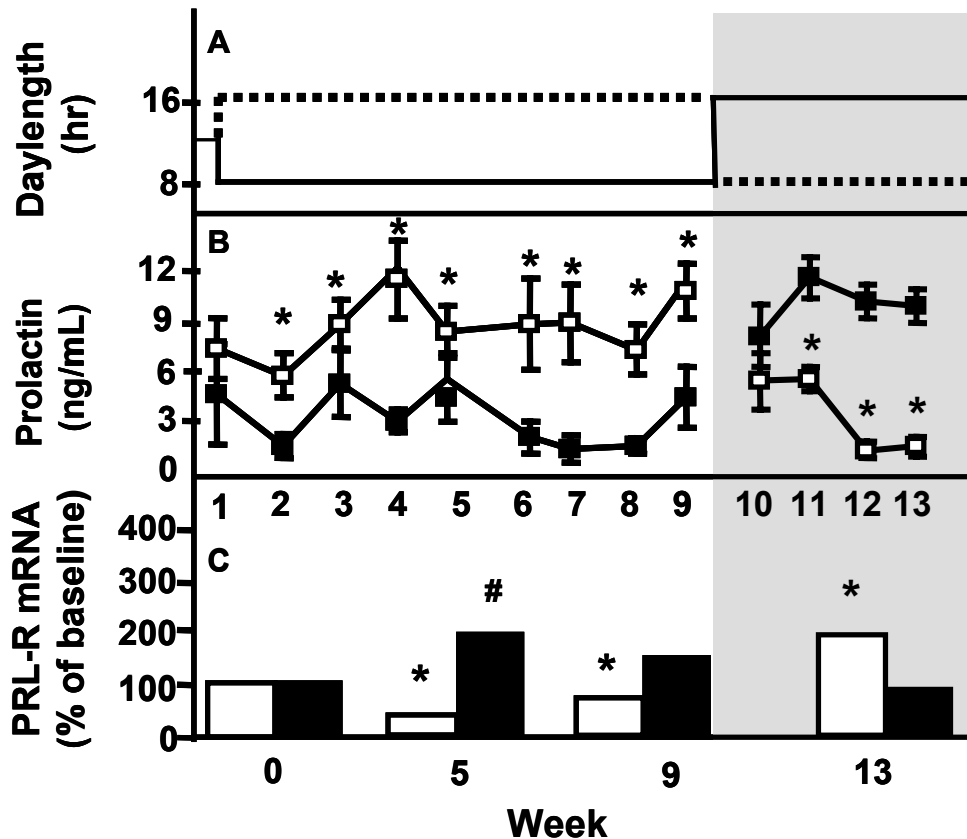 A
Daylength
(hr)
16
8
B
Prolactin
(ng/mL)
12
9
6
3
0
* * * * * * * *
* * *
1 2 3 4 5 6 7 8 9 10 11 12 13
C
PRL-R mRNA
(% of baseline)
400
300
200
100
0
* # * *
0 5 9 13
Week